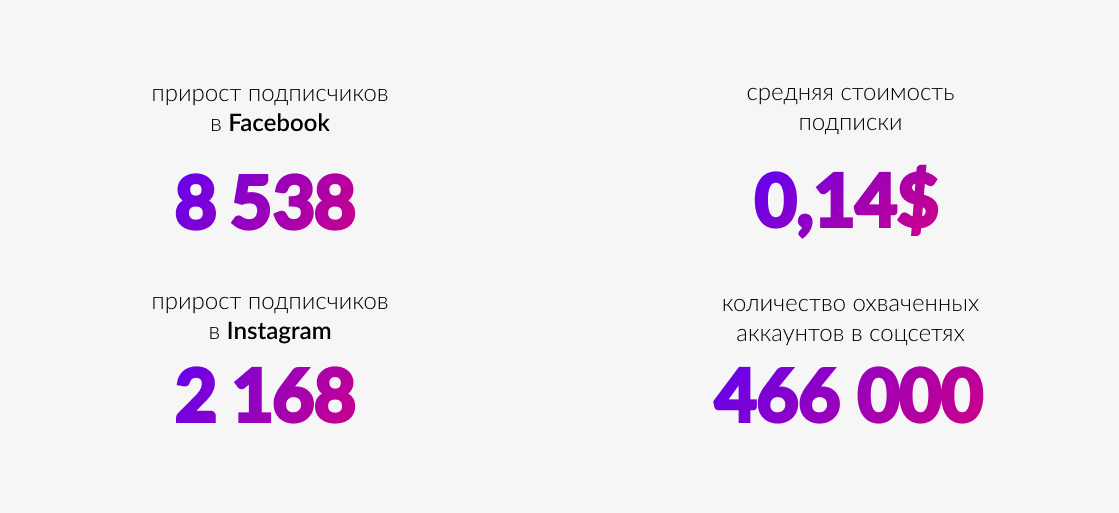 прирост подписчиков
в Facebook
8 538
средняя стоимость
подписки
0,14$
прирост подписчиков
в Instagram
2 168
количество охваченных
аккаунтов в соцсетях
466 000